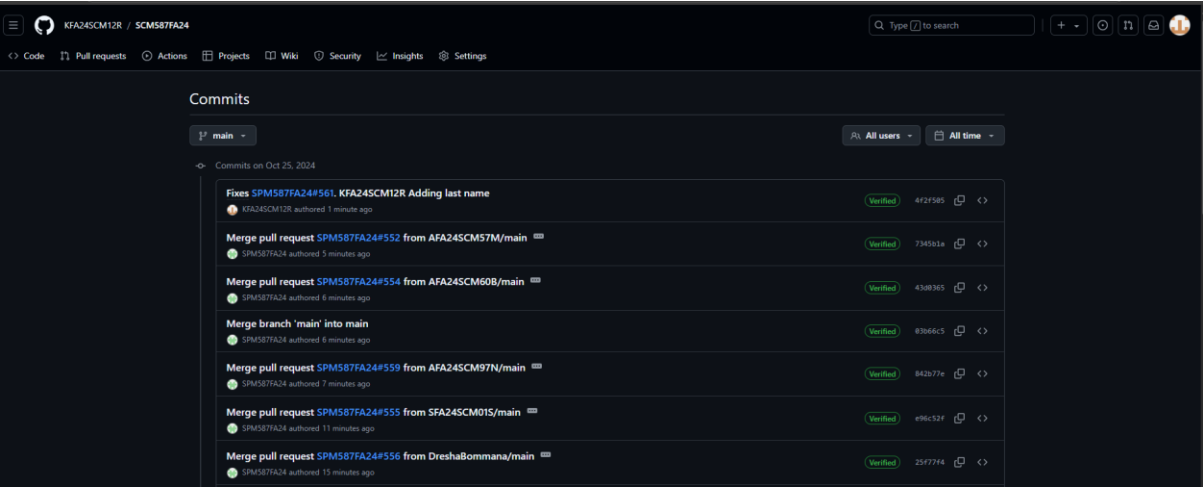 KFA24SCM12R / SCM587FA24
Type / to search
Code Pull requests Actions Projects Wiki Security Insights Settings
Commits
main
All users All time
Commits on Oct 25, 2024
Fixes SPM587FA24#561. KFA24SCM12R Adding last name
KFA24SCM12R authored 1 minute ago
Verified 4f2f505
Merge pull request SPM587FA24#552 from AFA24SCM57M/main
SPM587FA24 authored 5 minutes ago
Verified 7345b1e
Merge pull request SPM587FA24#554 from AFA24SCM60B/main
SPM587FA24 authored 6 minutes ago
Verified 43d0365
Merge branch 'main' into main
SPM587FA24 authored 6 minutes ago
Verified 03b66c5
Merge pull request SPM587FA24#559 from AFA24SCM97N/main
SPM587FA24 authored 7 minutes ago
Verified 842b77e
Merge pull request SPM587FA24#555 from SFA24SCM01S/main
SPM587FA24 authored 11 minutes ago
Verified e96c52f
Merge pull request SPM587FA24#556 from DreshaBommana/main
SPM587FA24 authored 15 minutes ago
Verified 25f77f4